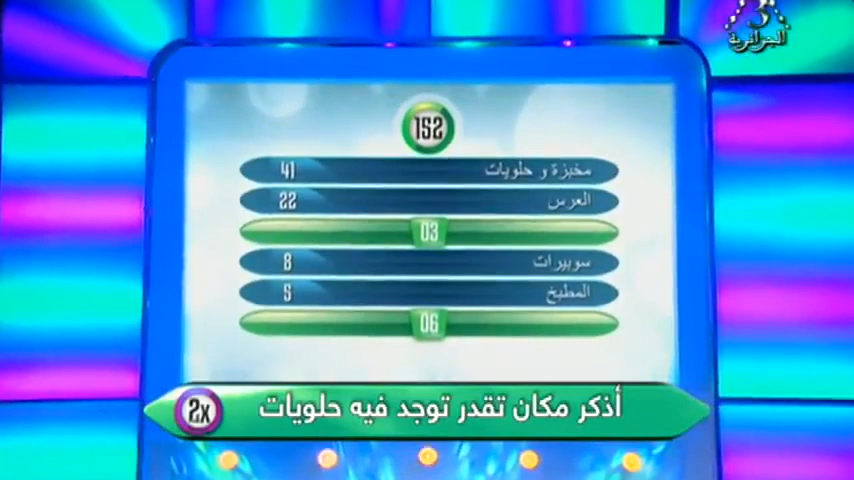 3
الجزائرية
152
مخبزة و حلويات 41
العرس 22
03
سوبيرات 8
المطبخ 5
06
أذكر مكان تقدر توجد فيه حلويات 2x